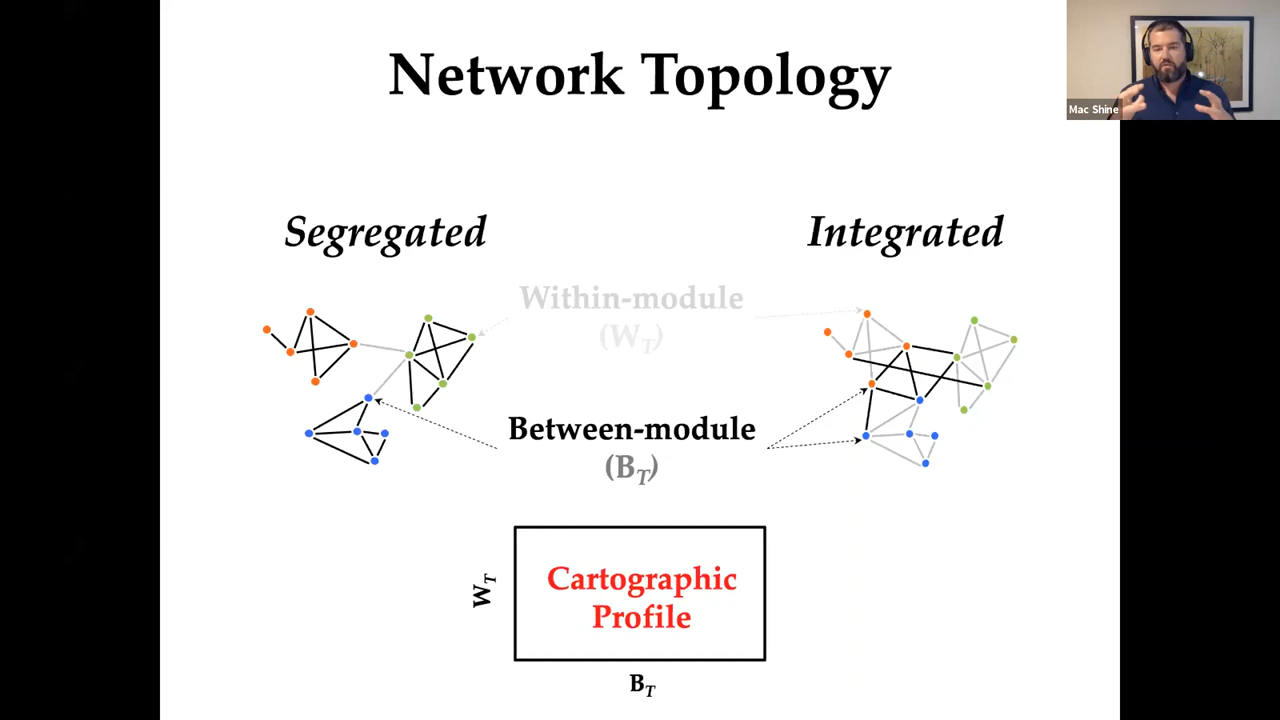 Network Topology
Mac Shine
Segregated
Integrated
Within-module
(W_T)
Between-module
(B_T)
W_T
Cartographic
Profile
B_T